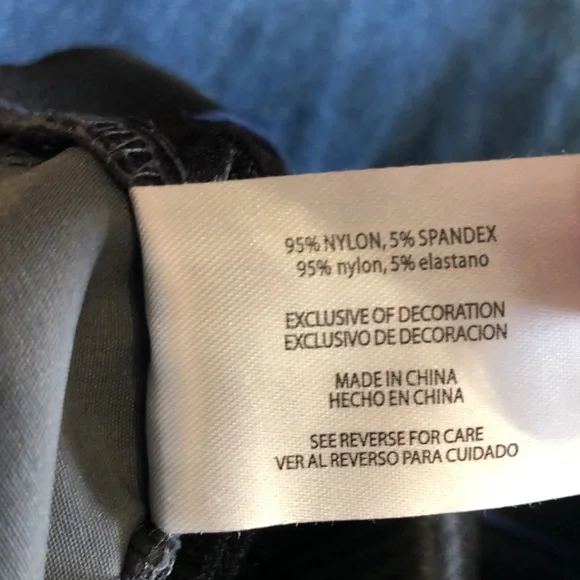 95% NYLON, 5% SPANDEX
95% nylon, 5% elastano
EXCLUSIVE OF DECORATION
EXCLUSIVO DE DECORACION
MADE IN CHINA
HECHO EN CHINA
SEE REVERSE FOR CARE
VER AL REVERSO PARA CUIDADO